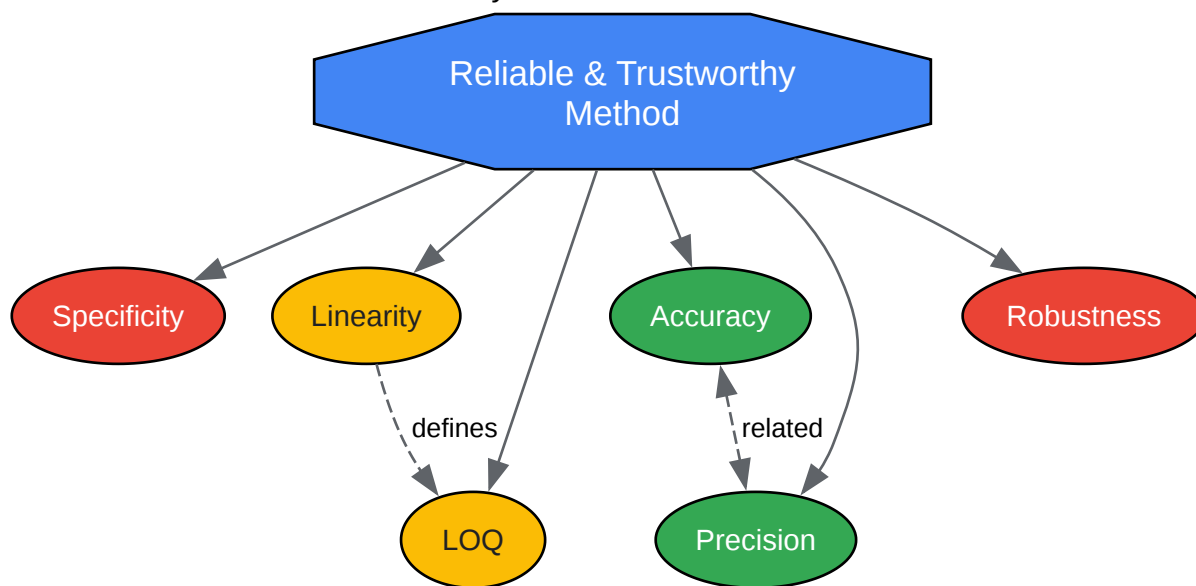 Reliable & Trustworthy
Method
Specificity
Linearity
Accuracy
Robustness
defines
related
LOQ
Precision